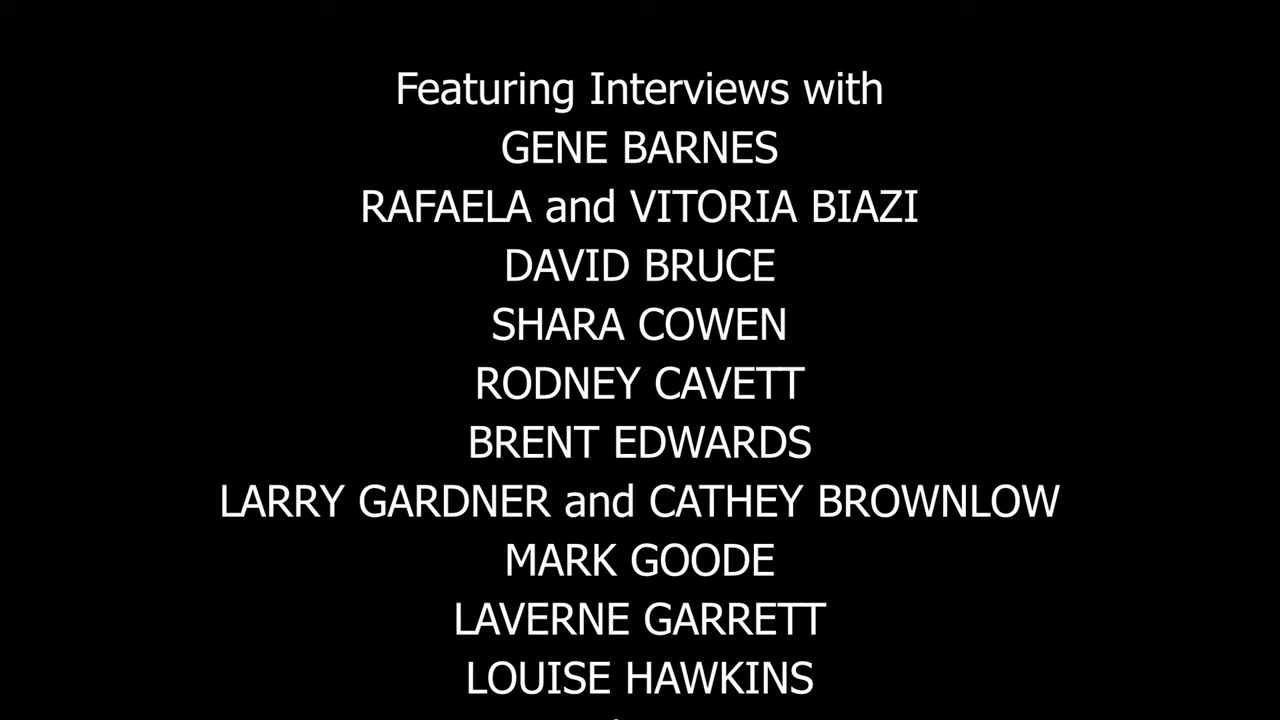 Featuring Interviews with
GENE BARNES
RAFAELA and VITORIA BIAZI
DAVID BRUCE
SHARA COWEN
RODNEY CAVETT
BRENT EDWARDS
LARRY GARDNER and CATHEY BROWNLOW
MARK GOODE
LAVERNE GARRETT
LOUISE HAWKINS